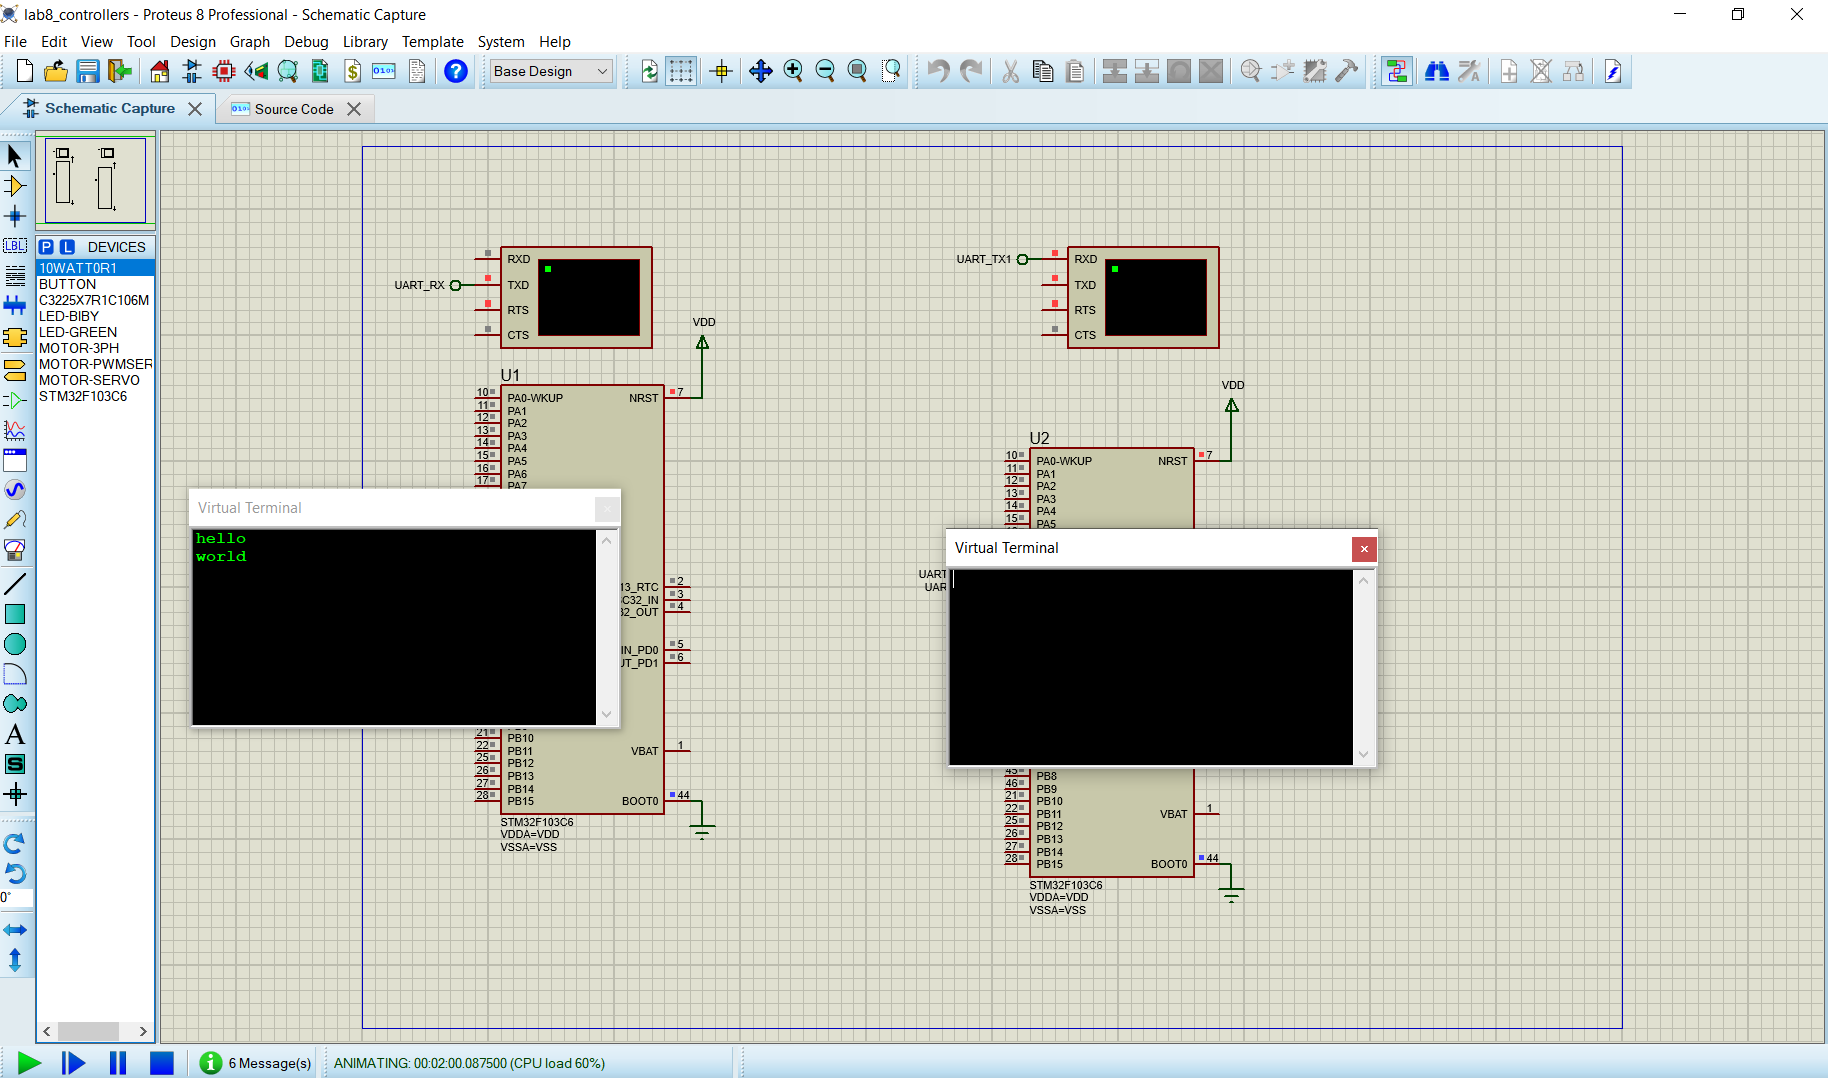 lab8_controllers - Proteus 8 Professional - Schematic Capture
File Edit View Tool Design Graph Debug Library Template System Help
Base Design
Schematic Capture
Source Code
P L DEVICES
10WATT0R1
BUTTON
C3225X7R1C106M
LED-BIBY
LED-GREEN
MOTOR-3PH
MOTOR-PWMSER
MOTOR-SERVO
STM32F103C6
LBL
A
S
0°
UART_RX
RXD
TXD
RTS
CTS
VDD
U1
10 PA0-WKUP NRST 7
11 PA1
12 PA2
13 PA3
14 PA4
15 PA5
16 PA6
17 PA7
Virtual Terminal
hello
world
13_RTC 2
C32_IN 3
32_OUT 4
IN_PD0 5
UT_PD1 6
21 PB10
22 PB11 VBAT 1
25 PB12
26 PB13
27 PB14
28 PB15 BOOT0 44
STM32F103C6
VDDA=VDD
VSSA=VSS
UART_TX1
RXD
TXD
RTS
CTS
VDD
U2
10 PA0-WKUP NRST 7
11 PA1
12 PA2
13 PA3
14 PA4
15 PA5
UART
UAR
Virtual Terminal
45 PB8
46 PB9
21 PB10
22 PB11 VBAT 1
25 PB12
26 PB13
27 PB14
28 PB15 BOOT0 44
STM32F103C6
VDDA=VDD
VSSA=VSS
6 Message(s)
ANIMATING: 00:02:00.087500 (CPU load 60%)